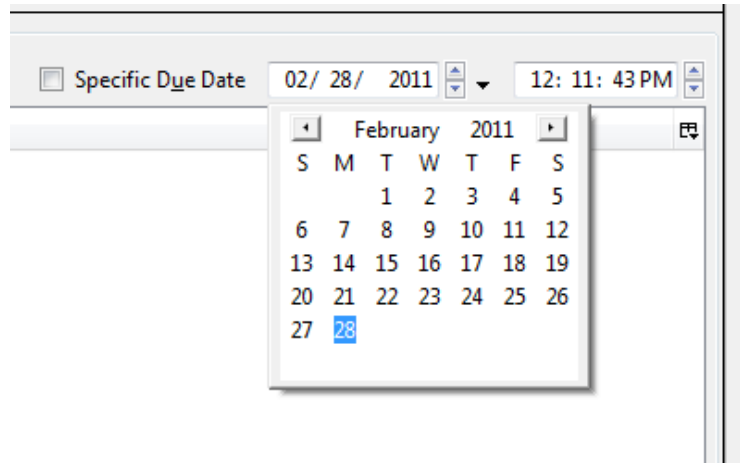 Specific Due Date 02/ 28/ 2011 12: 11: 43 PM
February 2011
S M T W T F S
1 2 3 4 5
6 7 8 9 10 11 12
13 14 15 16 17 18 19
20 21 22 23 24 25 26
27 28